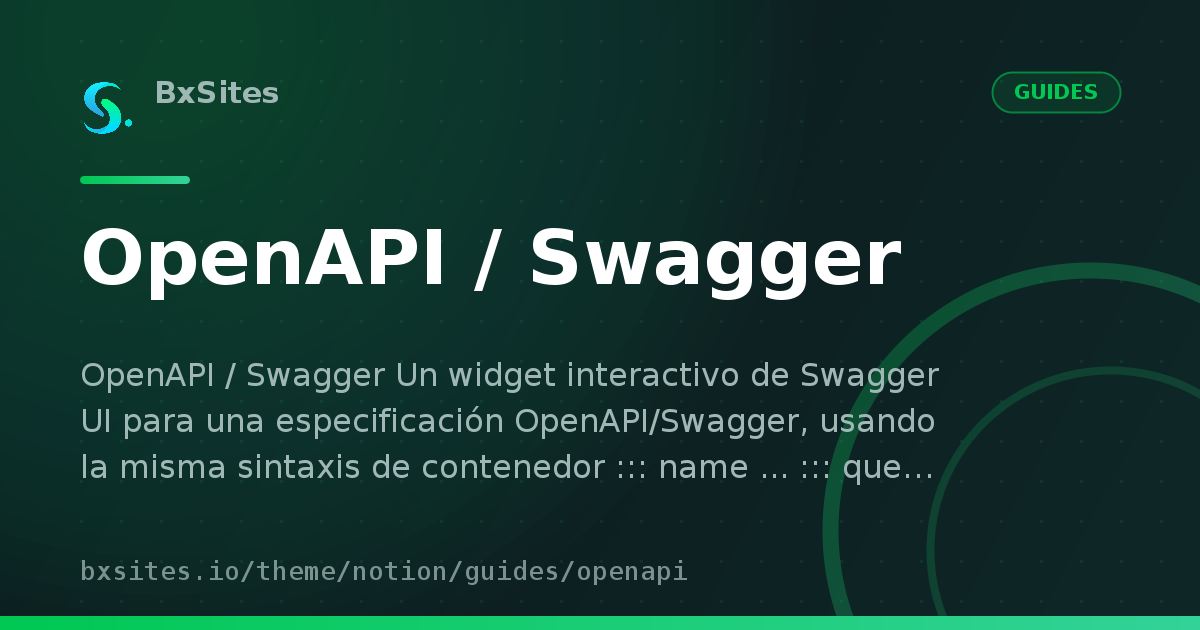 BxSites
GUIDES
OpenAPI / Swagger
OpenAPI / Swagger Un widget interactivo de Swagger
UI para una especificación OpenAPI/Swagger, usando
la misma sintaxis de contenedor ::: name ... ::: que...
bxsites.io/theme/notion/guides/openapi